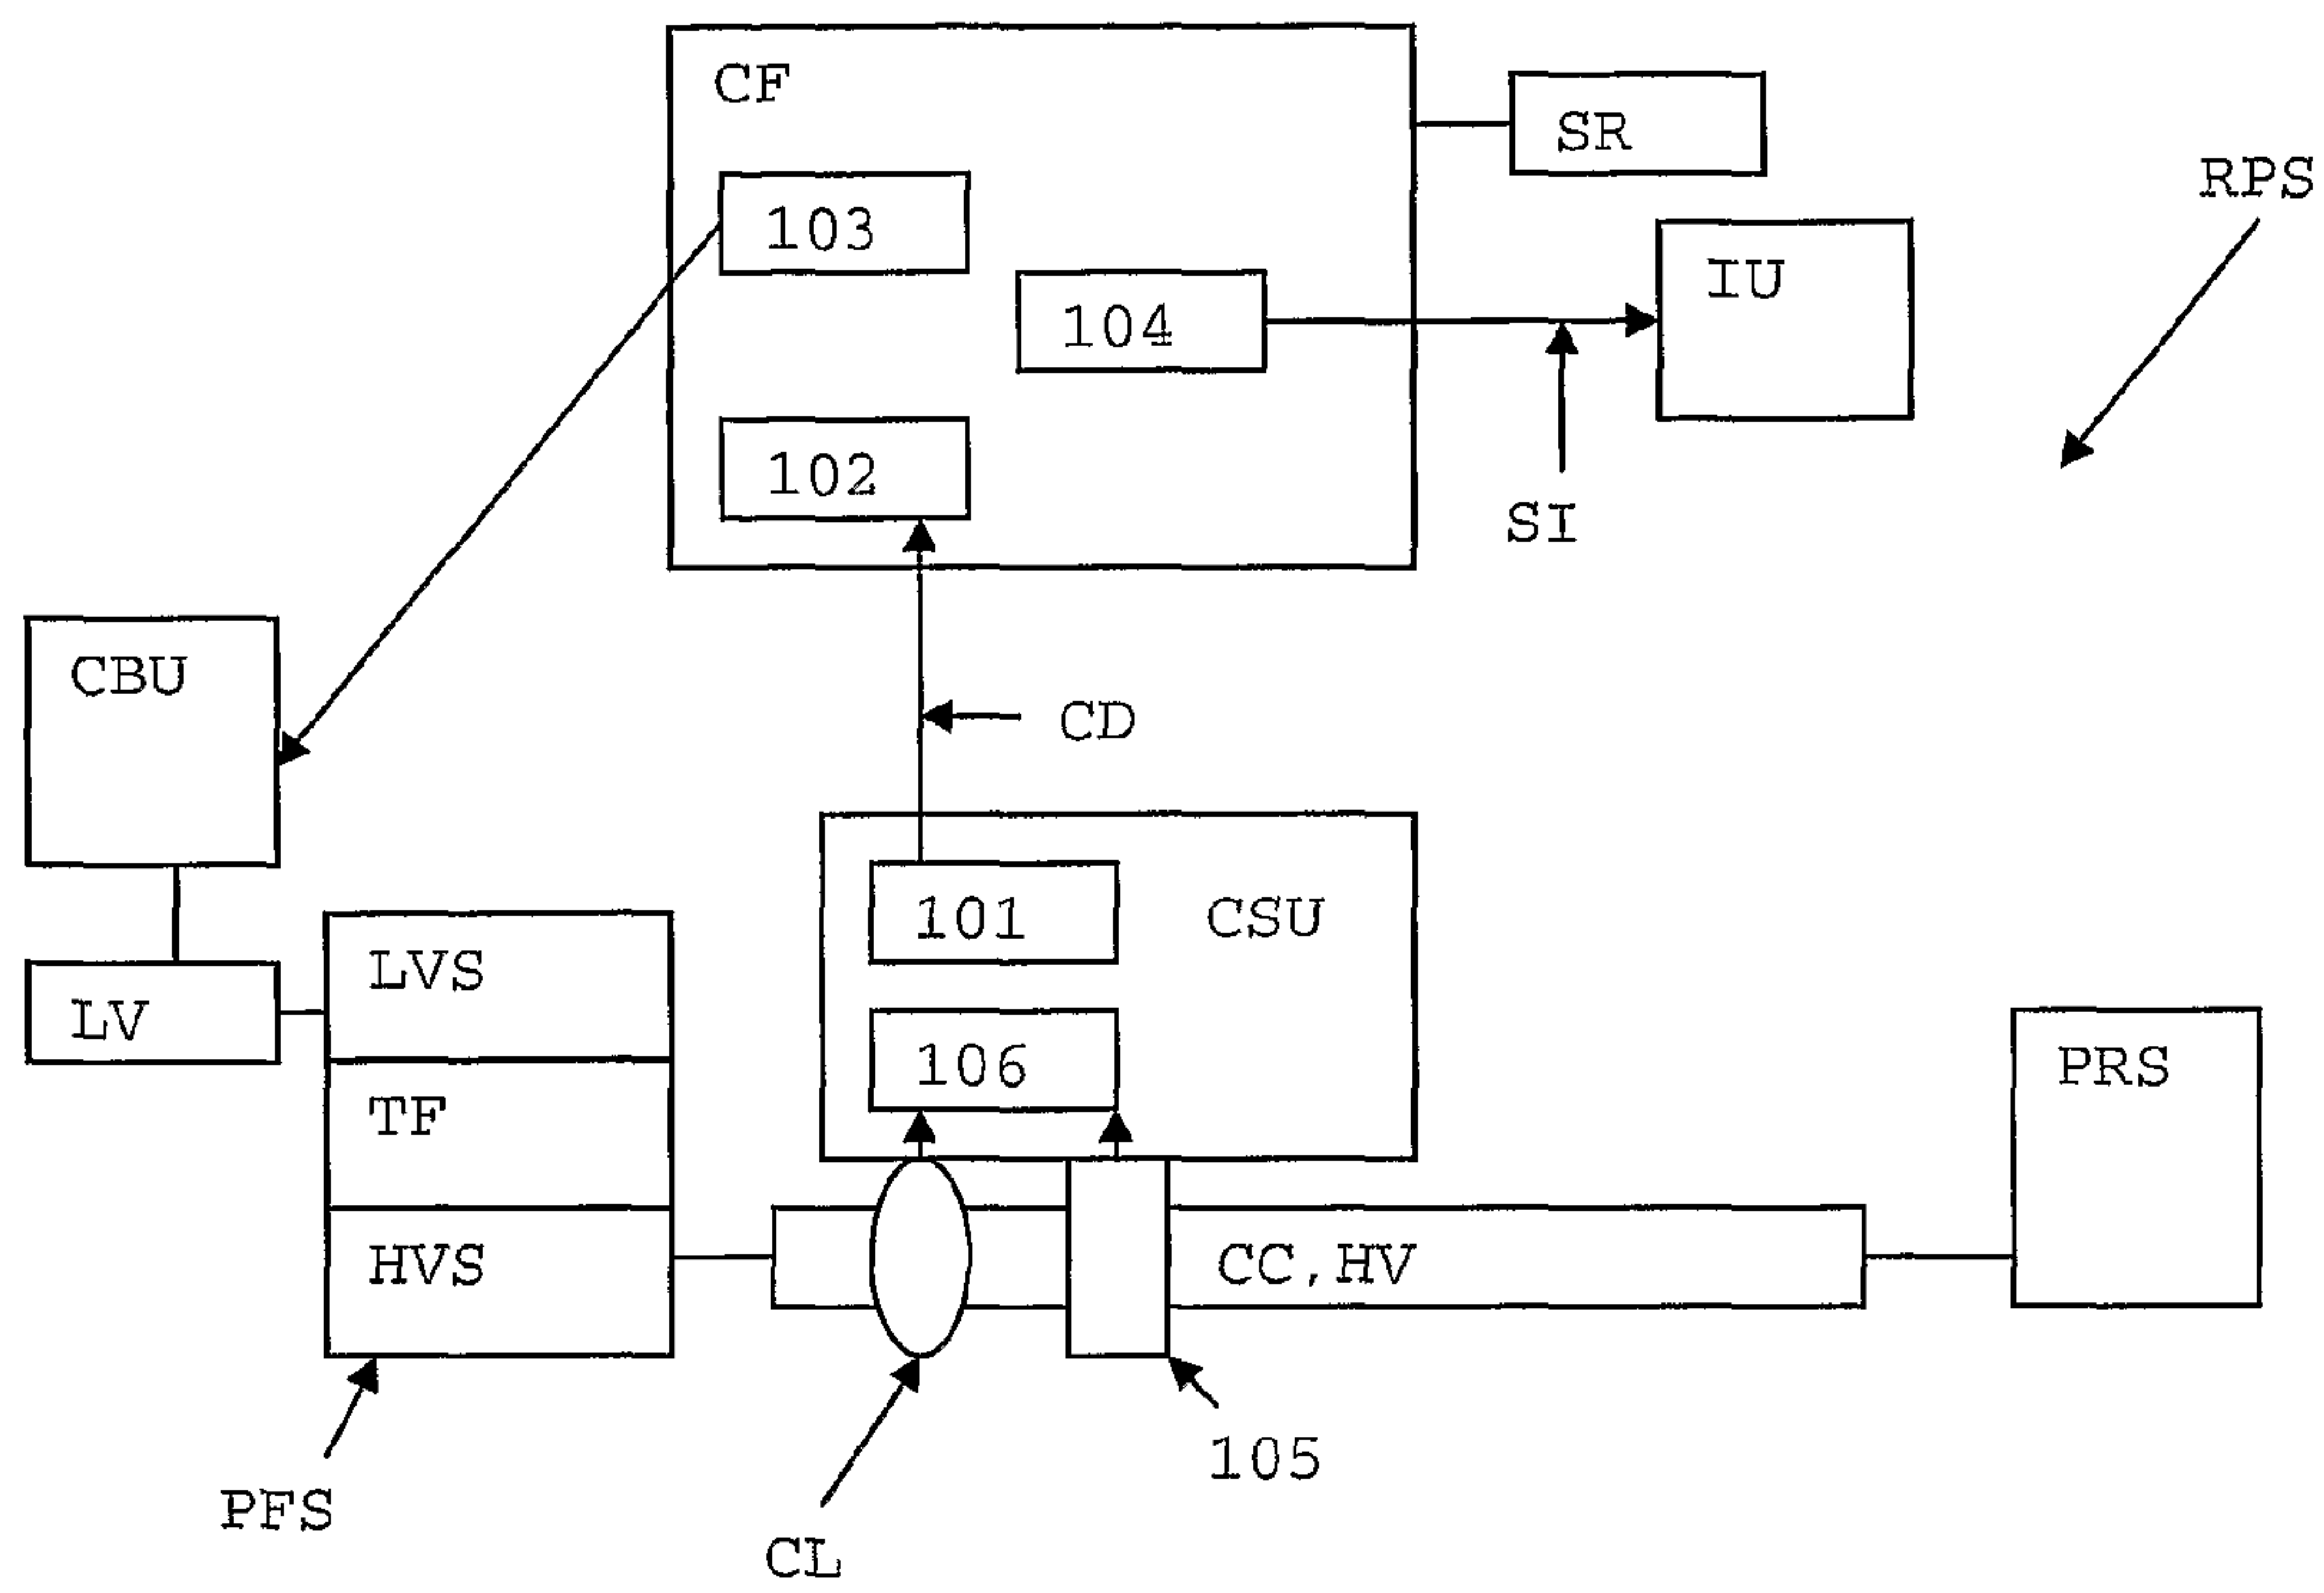 CF
SR
RPS
103
IU
104
102
SI
CBU
CD
101
CSU
LVS
LV
106
PRS
TF
HVS
CC,HV
105
PFS
CL